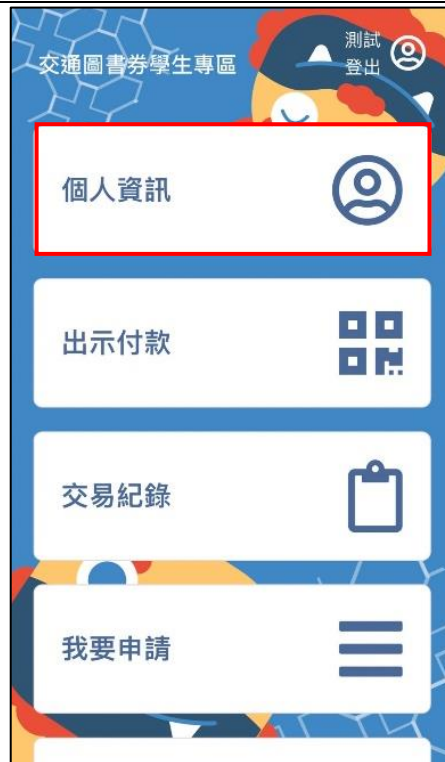 交通圖書券學生專區
測試
登出
個人資訊
出示付款
交易紀錄
我要申請